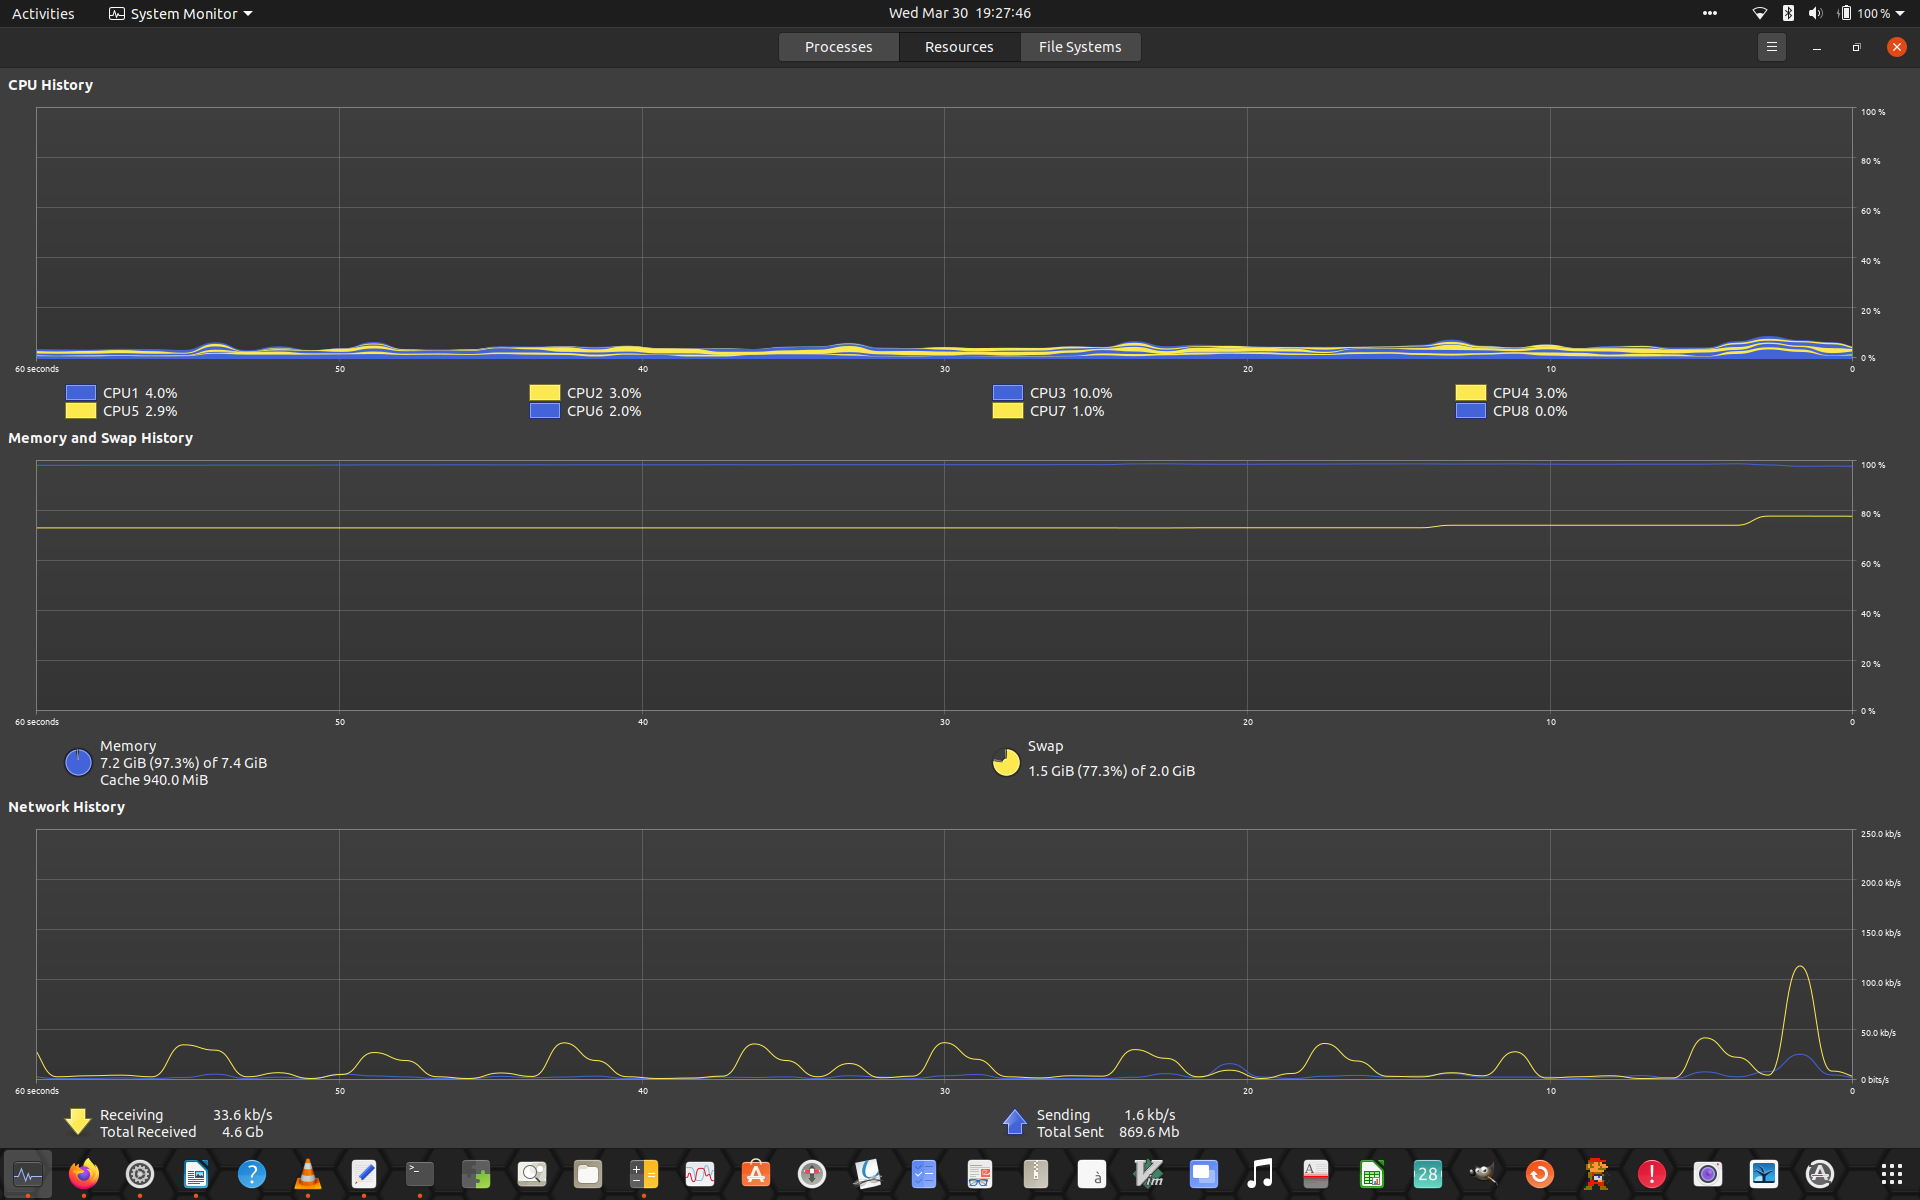 Activities System Monitor Wed Mar 30 19:27:46 100 %
Processes Resources File Systems
CPU History
100 %
80 %
60 %
40 %
20 %
0 %
60 seconds 50 40 30 20 10 0
CPU1 4.0% CPU2 3.0% CPU3 10.0% CPU4 3.0%
CPU5 2.9% CPU6 2.0% CPU7 1.0% CPU8 0.0%
Memory and Swap History
100 %
80 %
60 %
40 %
20 %
0 %
60 seconds 50 40 30 20 10 0
Memory
7.2 GiB (97.3%) of 7.4 GiB
Cache 940.0 MiB
Swap
1.5 GiB (77.3%) of 2.0 GiB
Network History
250.0 kb/s
200.0 kb/s
150.0 kb/s
100.0 kb/s
50.0 kb/s
0 bits/s
60 seconds 50 40 30 20 10 0
Receiving 33.6 kb/s Sending 1.6 kb/s
Total Received 4.6 Gb Total Sent 869.6 Mb
? >_ à Vim A 28 !